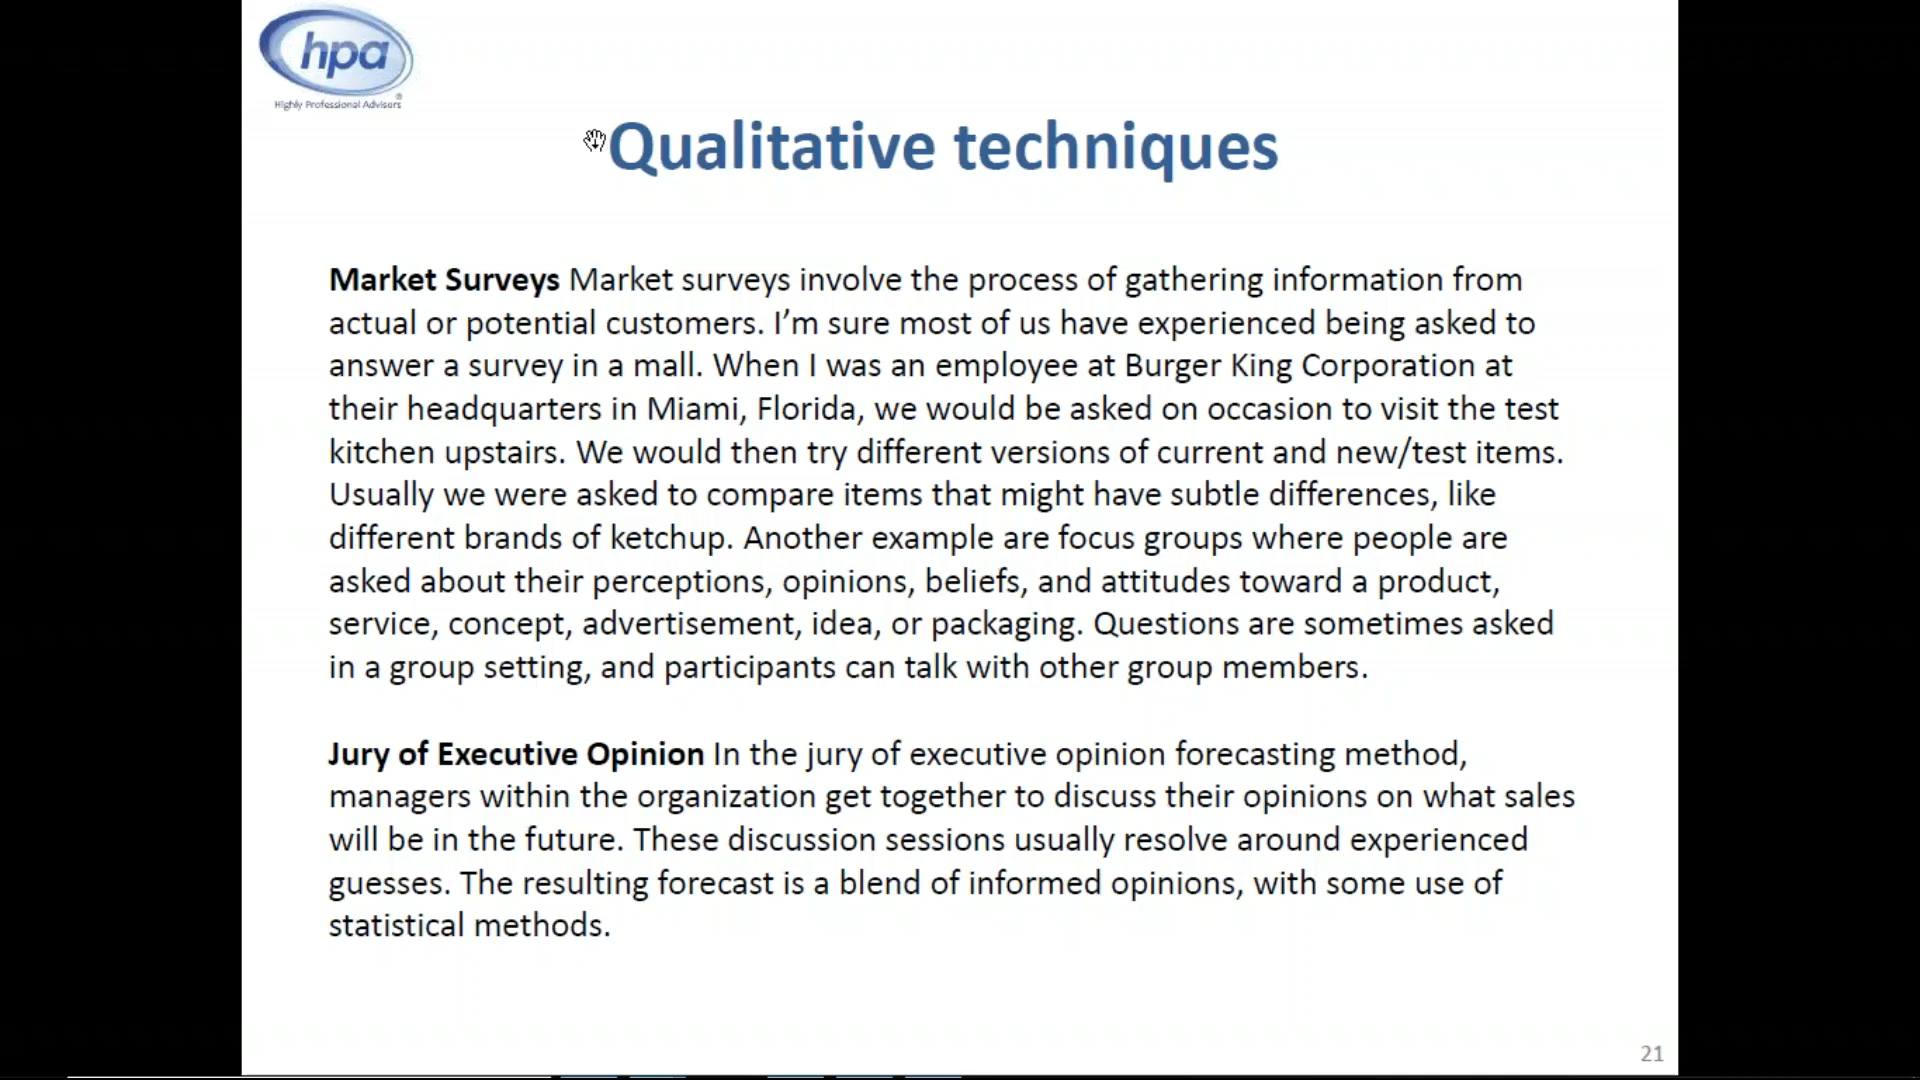 hpa
Highly Professional Advisors
Qualitative techniques
Market Surveys Market surveys involve the process of gathering information from
actual or potential customers. I’m sure most of us have experienced being asked to
answer a survey in a mall. When I was an employee at Burger King Corporation at
their headquarters in Miami, Florida, we would be asked on occasion to visit the test
kitchen upstairs. We would then try different versions of current and new/test items.
Usually we were asked to compare items that might have subtle differences, like
different brands of ketchup. Another example are focus groups where people are
asked about their perceptions, opinions, beliefs, and attitudes toward a product,
service, concept, advertisement, idea, or packaging. Questions are sometimes asked
in a group setting, and participants can talk with other group members.
Jury of Executive Opinion In the jury of executive opinion forecasting method,
managers within the organization get together to discuss their opinions on what sales
will be in the future. These discussion sessions usually resolve around experienced
guesses. The resulting forecast is a blend of informed opinions, with some use of
statistical methods.
21